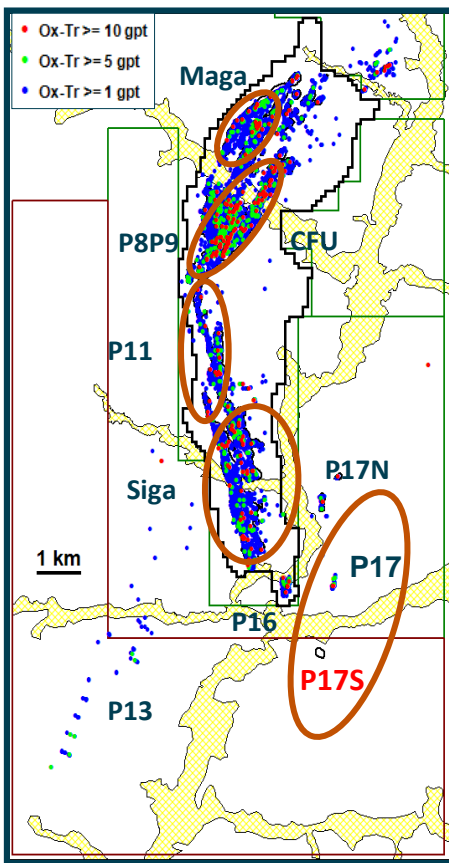 Ox-Tr >= 10 gpt
Ox-Tr >= 5 gpt
Ox-Tr >= 1 gpt
Maga
P8P9
CFU
P11
P17N
Siga
P17
1 km
P16
P17S
P13